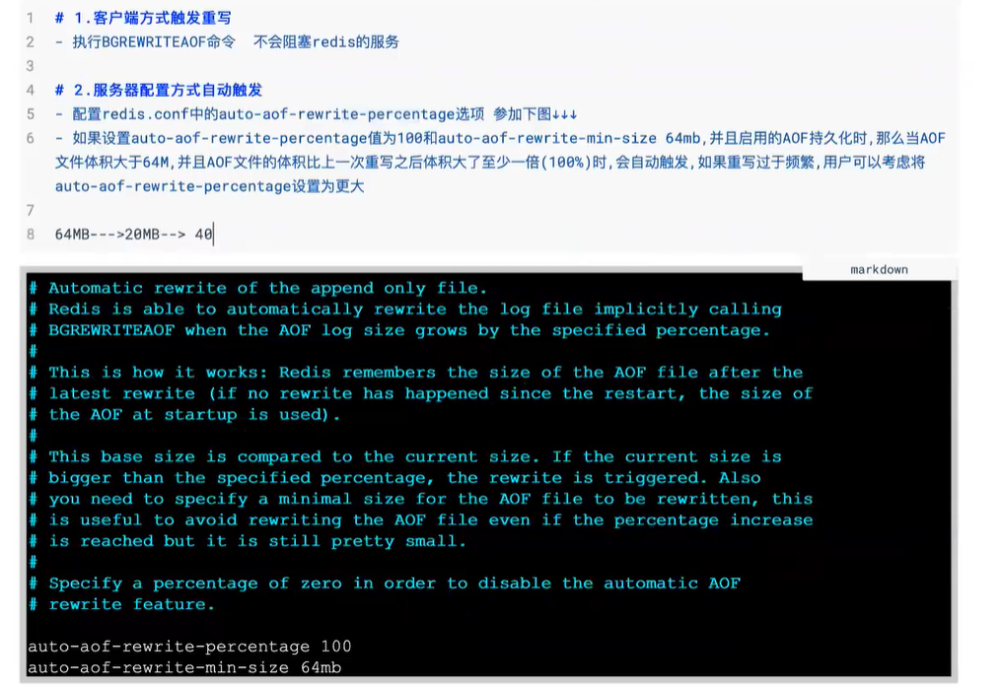 1 # 1.客户端方式触发重写
2 - 执行BGREWRITEAOF命令  不会阻塞redis的服务
3
4 # 2.服务器配置方式自动触发
5 - 配置redis.conf中的auto-aof-rewrite-percentage选项 参加下图↓↓↓
6 - 如果设置auto-aof-rewrite-percentage值为100和auto-aof-rewrite-min-size 64mb,并且启用的AOF持久化时,那么当AOF
文件体积大于64M,并且AOF文件的体积比上一次重写之后体积大了至少一倍(100%)时,会自动触发,如果重写过于频繁,用户可以考虑将
auto-aof-rewrite-percentage设置为更大
7
8 64MB--->20MB--> 40
markdown
# Automatic rewrite of the append only file.
# Redis is able to automatically rewrite the log file implicitly calling
# BGREWRITEAOF when the AOF log size grows by the specified percentage.
#
# This is how it works: Redis remembers the size of the AOF file after the
# latest rewrite (if no rewrite has happened since the restart, the size of
# the AOF at startup is used).
#
# This base size is compared to the current size. If the current size is
# bigger than the specified percentage, the rewrite is triggered. Also
# you need to specify a minimal size for the AOF file to be rewritten, this
# is useful to avoid rewriting the AOF file even if the percentage increase
# is reached but it is still pretty small.
#
# Specify a percentage of zero in order to disable the automatic AOF
# rewrite feature.
auto-aof-rewrite-percentage 100
auto-aof-rewrite-min-size 64mb